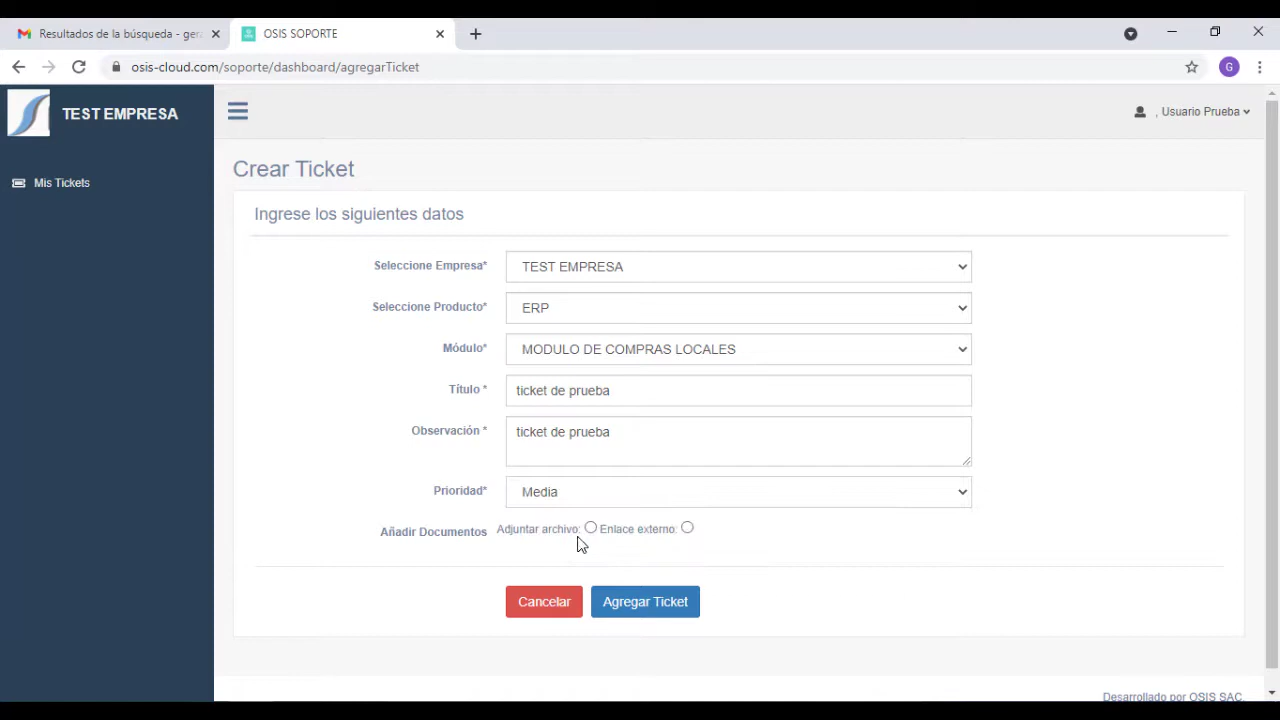 Resultados de la búsqueda - gera
OSIS SOPORTE
osis-cloud.com/soporte/dashboard/agregarTicket
G
TEST EMPRESA
, Usuario Prueba
Mis Tickets
Crear Ticket
Ingrese los siguientes datos
Seleccione Empresa*
TEST EMPRESA
Seleccione Producto*
ERP
Módulo*
MODULO DE COMPRAS LOCALES
Título *
ticket de prueba
Observación *
ticket de prueba
Prioridad*
Media
Añadir Documentos Adjuntar archivo: Enlace externo:
Cancelar Agregar Ticket
Desarrollado por OSIS SAC.